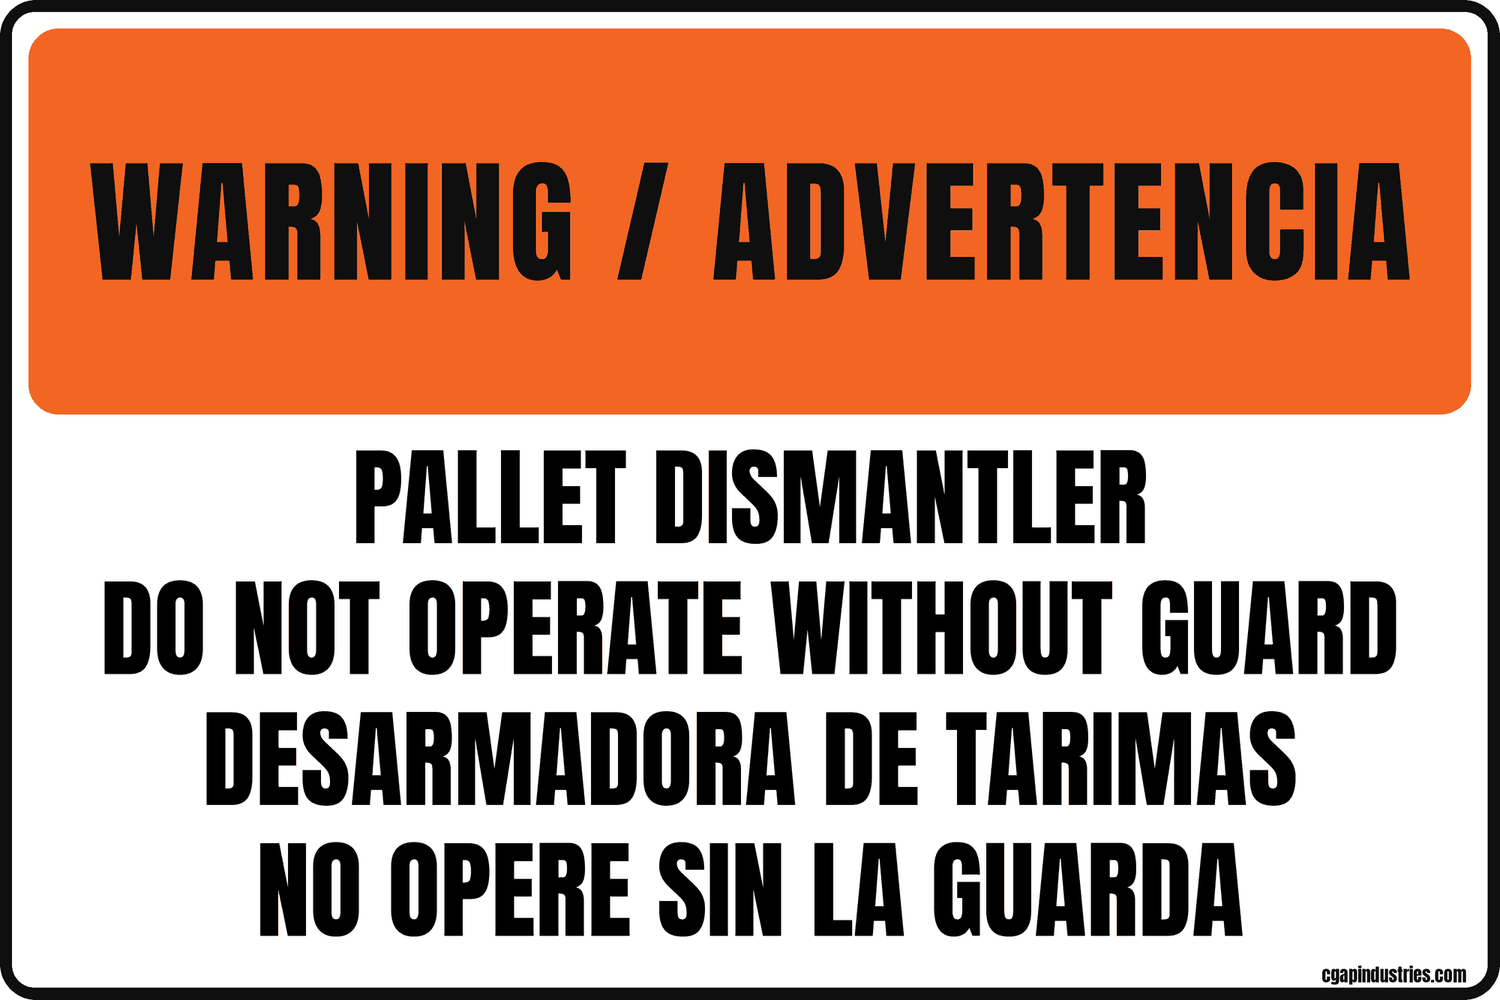 WARNING / ADVERTENCIA
PALLET DISMANTLER
DO NOT OPERATE WITHOUT GUARD
DESARMADORA DE TARIMAS
NO OPERE SIN LA GUARDA
cgapindustries.com